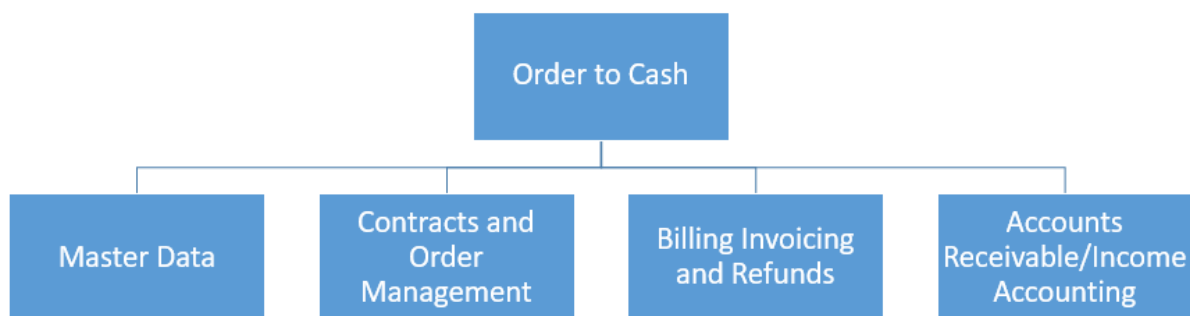 Order to Cash
Master Data
Contracts and
Order
Management
Billing Invoicing
and Refunds
Accounts
Receivable/Income
Accounting